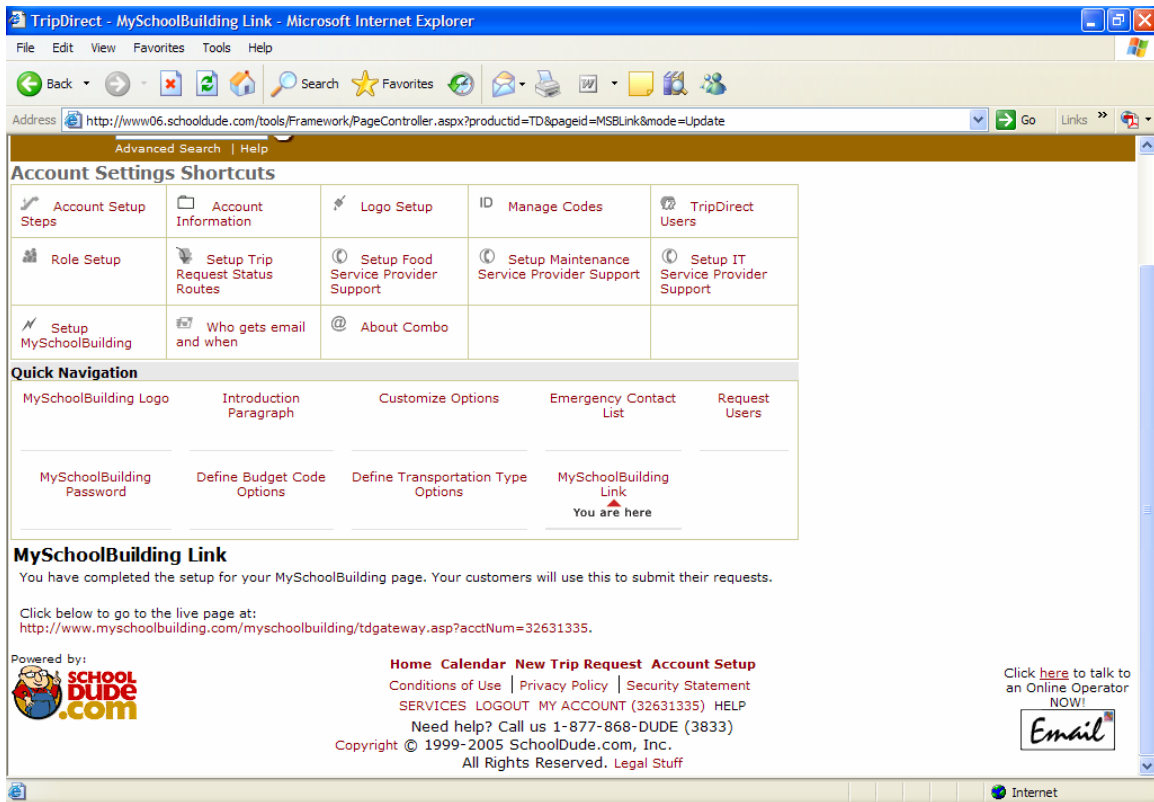 TripDirect - MySchoolBuilding Link - Microsoft Internet Explorer
File Edit View Favorites Tools Help
Back Search Favorites
Address http://www06.schooldude.com/tools/Framework/PageController.aspx?productid=TD&pageid=MSBLink&mode=Update Go Links »
Advanced Search | Help
Account Settings Shortcuts
Account Setup Steps
Account Information
Logo Setup
ID Manage Codes
TripDirect Users
Role Setup
Setup Trip Request Status Routes
Setup Food Service Provider Support
Setup Maintenance Service Provider Support
Setup IT Service Provider Support
Setup MySchoolBuilding
Who gets email and when
@ About Combo
Quick Navigation
MySchoolBuilding Logo
Introduction Paragraph
Customize Options
Emergency Contact List
Request Users
MySchoolBuilding Password
Define Budget Code Options
Define Transportation Type Options
MySchoolBuilding Link
You are here
MySchoolBuilding Link
You have completed the setup for your MySchoolBuilding page. Your customers will use this to submit their requests.
Click below to go to the live page at:
http://www.myschoolbuilding.com/myschoolbuilding/tdgateway.asp?acctNum=32631335.
Powered by:
SCHOOL
DUDE
.com
Home Calendar New Trip Request Account Setup
Conditions of Use | Privacy Policy | Security Statement
SERVICES LOGOUT MY ACCOUNT (32631335) HELP
Need help? Call us 1-877-868-DUDE (3833)
Copyright © 1999-2005 SchoolDude.com, Inc.
All Rights Reserved. Legal Stuff
Click here to talk to
an Online Operator
NOW!
Email
Internet